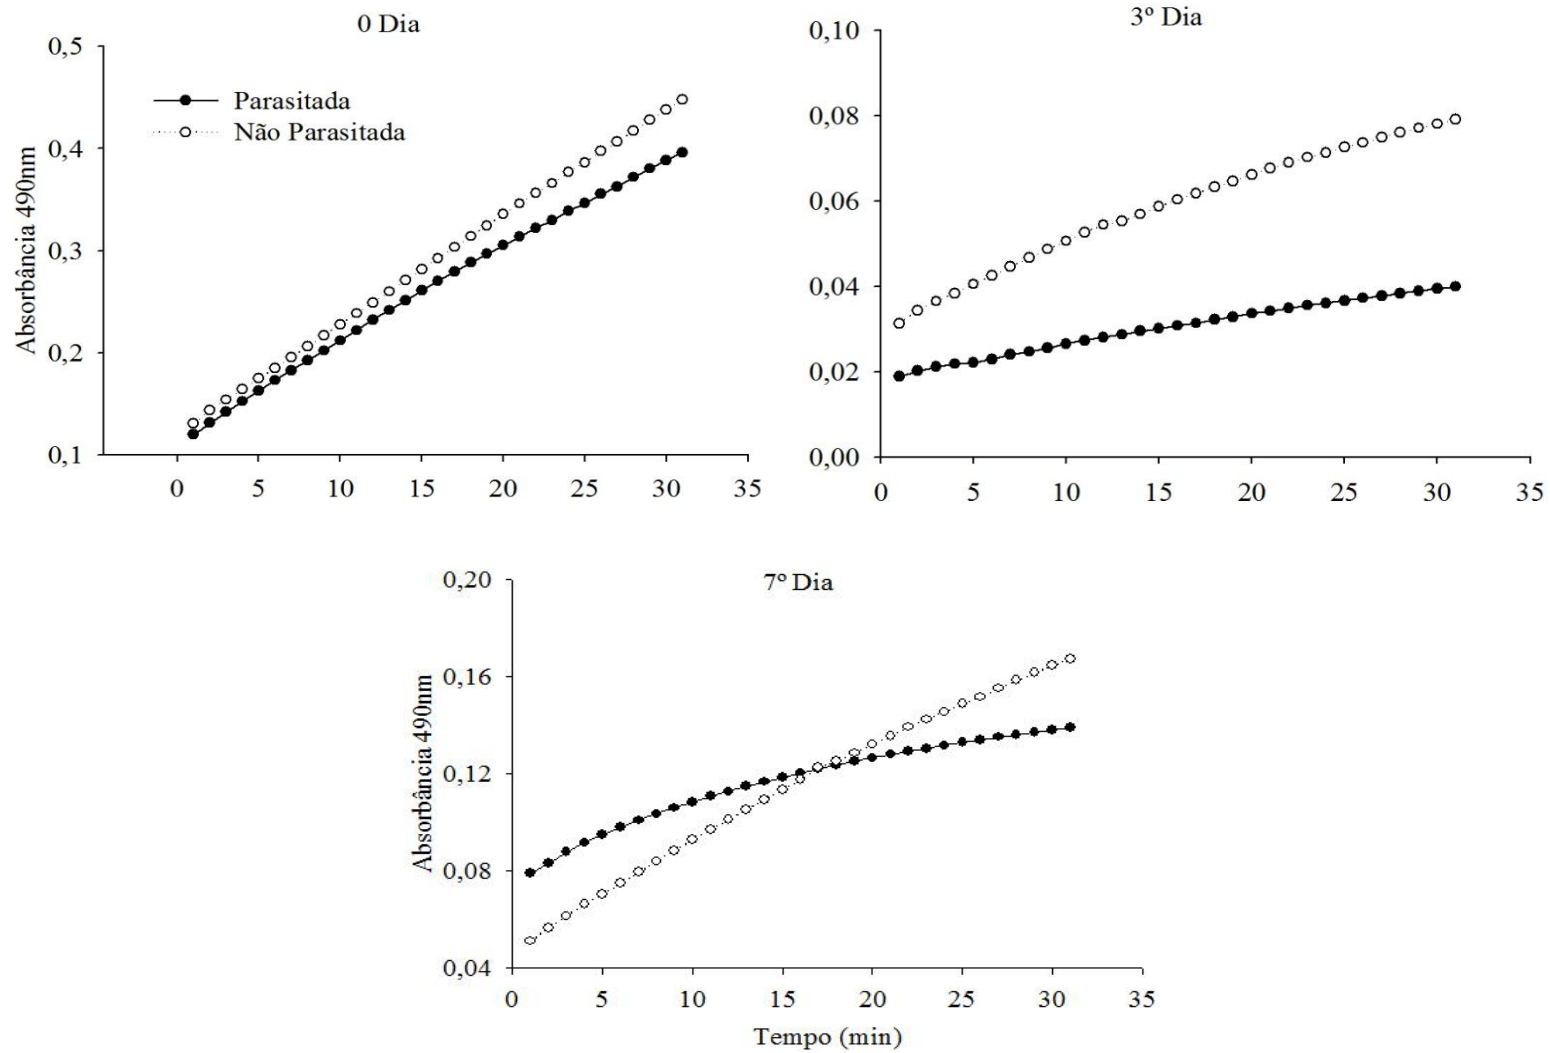 0 Dia
0,5
0,4
0,3
0,2
0,1
Absorbância 490nm
Parasitada
Não Parasitada
0 5 10 15 20 25 30 35
3º Dia
0,10
0,08
0,06
0,04
0,02
0,00
0 5 10 15 20 25 30 35
7º Dia
0,20
0,16
0,12
0,08
0,04
Absorbância 490nm
0 5 10 15 20 25 30 35
Tempo (min)